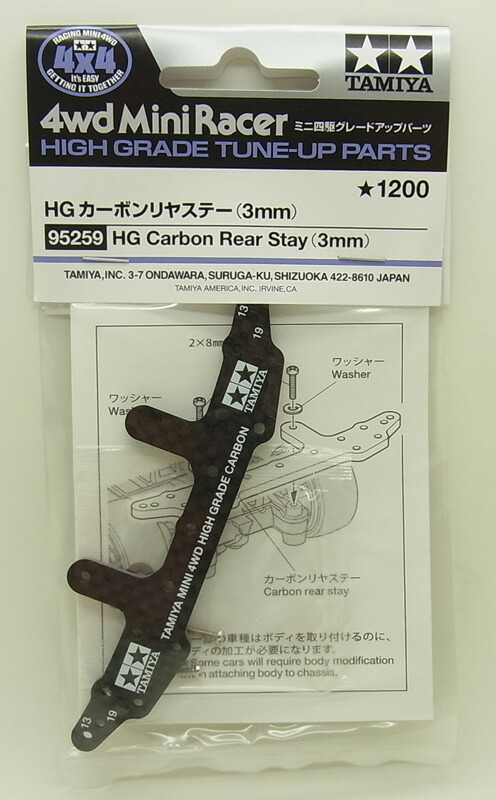 RACING MINI 4WD
4x4
It's EASY
GETTING IT TOGETHER
TAMIYA
4wd Mini Racer ミニ四駆グレードアップパーツ
HIGH GRADE TUNE-UP PARTS
★1200
HG カーボンリヤステー(3mm)
95259 HG Carbon Rear Stay(3mm)
TAMIYA,INC. 3-7 ONDAWARA,SURUGA-KU,SHIZUOKA 422-8610 JAPAN
TAMIYA AMERICA,INC. IRVINE,CA
13
19
2×8mm
ワッシャー
Washer
ワッシャー
TAMIYA
TAMIYA MINI 4WD HIGH GRADE CARBON
カーボンリヤステー
Carbon rear stay
TAMIYA
車種はボディを取り付けるのに、
ディの加工が必要になります。
Some cars will require body modification
attaching body to chassis.
13
19